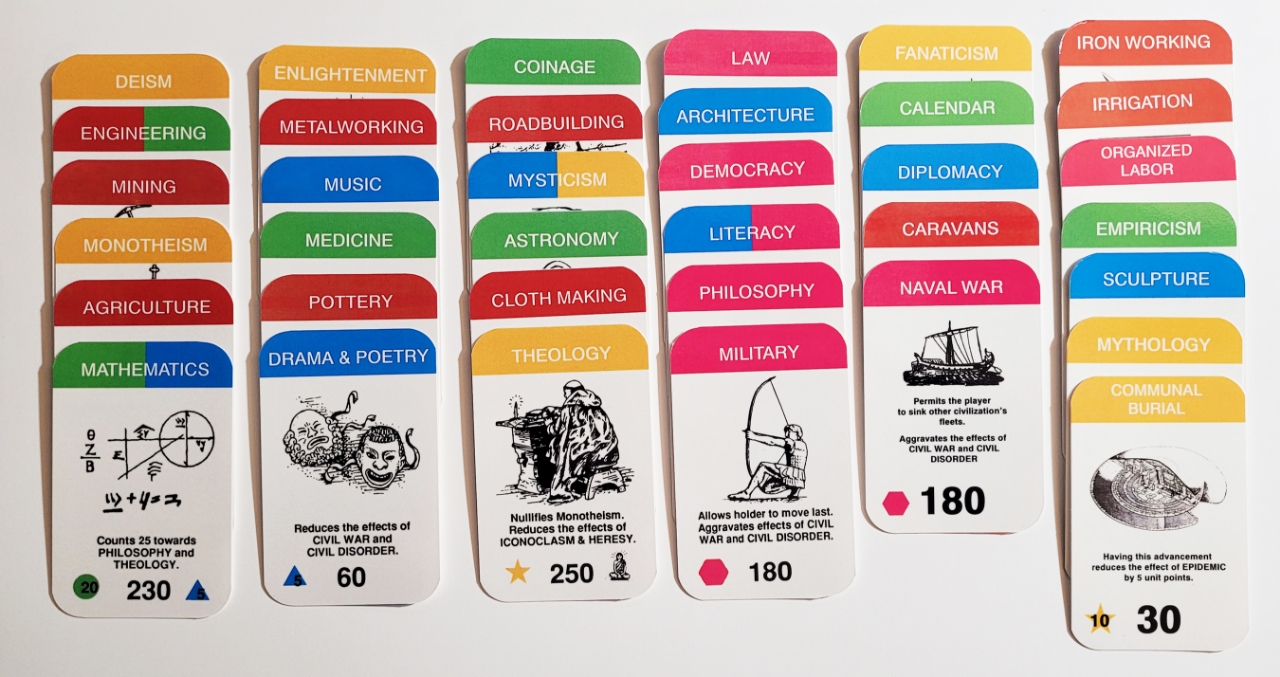 DEISM
ENGINEERING
MINING
MONOTHEISM
AGRICULTURE
MATHEMATICS
θ
Z
B
Counts 25 towards
PHILOSOPHY and
THEOLOGY.
20 230 5
ENLIGHTENMENT
METALWORKING
MUSIC
MEDICINE
POTTERY
DRAMA & POETRY
Reduces the effects of
CIVIL WAR and
CIVIL DISORDER.
5 60
COINAGE
ROADBUILDING
MYSTICISM
ASTRONOMY
CLOTH MAKING
THEOLOGY
Nullifies Monotheism.
Reduces the effects of
ICONOCLASM & HERESY.
250
LAW
ARCHITECTURE
DEMOCRACY
LITERACY
PHILOSOPHY
MILITARY
Allows holder to move last.
Aggravates effects of CIVIL
WAR and CIVIL DISORDER.
180
FANATICISM
CALENDAR
DIPLOMACY
CARAVANS
NAVAL WAR
Permits the player
to sink other civilization's
fleets.
Aggravates the effects of
CIVIL WAR and CIVIL
DISORDER
180
IRON WORKING
IRRIGATION
ORGANIZED
LABOR
EMPIRICISM
SCULPTURE
MYTHOLOGY
COMMUNAL
BURIAL
Having this advancement
reduces the effect of EPIDEMIC
by 5 unit points.
10 30